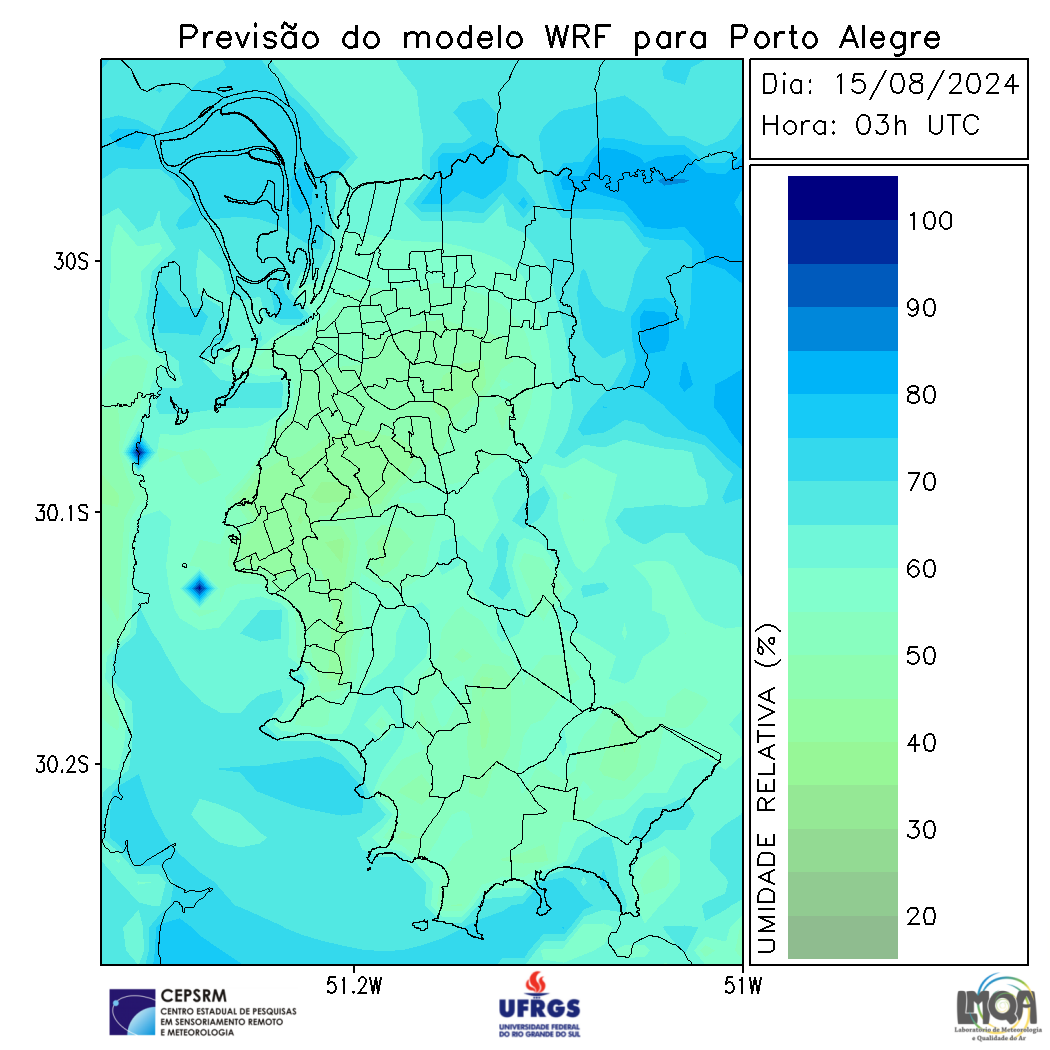 Previsão do modelo WRF para Porto Alegre
Dia: 15/08/2024
Hora: 03h UTC
100
90
80
70
60
50
40
30
20
UMIDADE RELATIVA (%)
30S
30.1S
30.2S
51.2W
51W
CEPSRM
CENTRO ESTADUAL DE PESQUISAS
EM SENSORIAMENTO REMOTO
E METEOROLOGIA
UFRGS
UNIVERSIDADE FEDERAL
DO RIO GRANDE DO SUL
LMQA
Laboratório de Meteorologia
e Qualidade do Ar